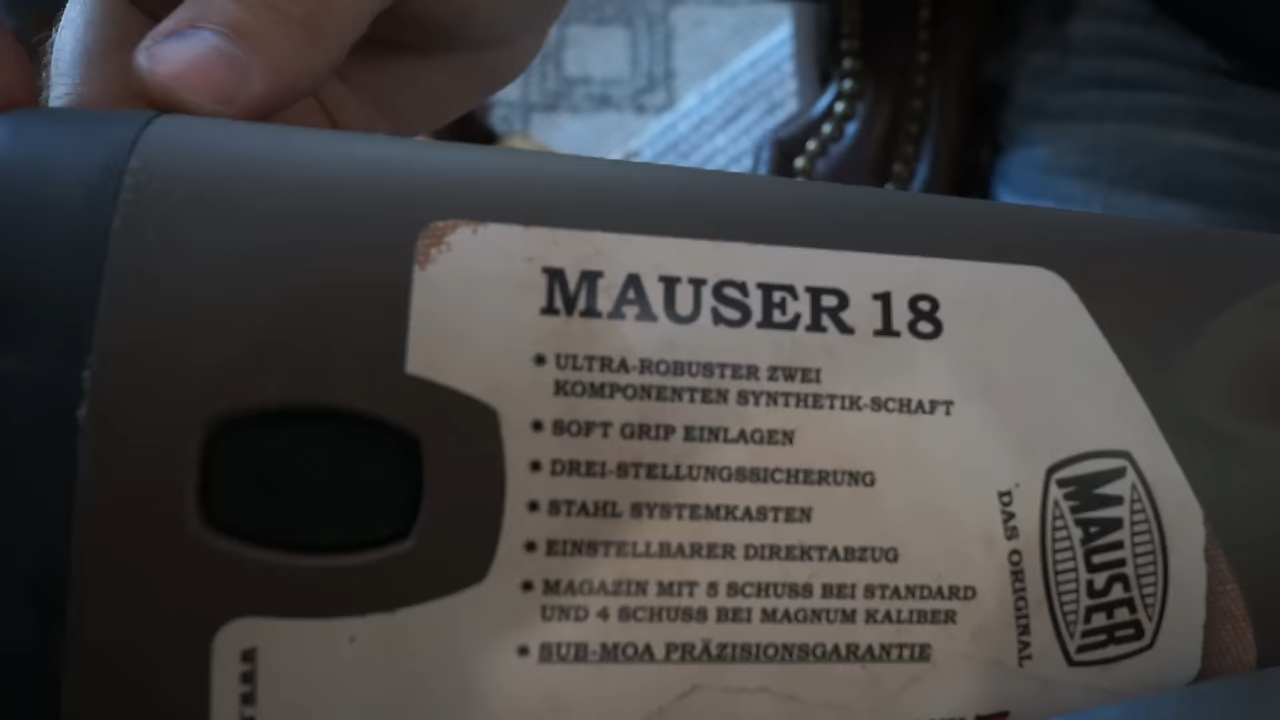 MAUSER 18
* ULTRA-ROBUSTER ZWEI
KOMPONENTEN SYNTHETIK-SCHAFT
* SOFT GRIP EINLAGEN
* DREI-STELLUNGSSICHERUNG
* STAHL SYSTEMKASTEN
* EINSTELLBARER DIREKTABZUG
* MAGAZIN MIT 5 SCHUSS BEI STANDARD
UND 4 SCHUSS BEI MAGNUM KALIBER
* SUB-MOA PRÄZISIONSGARANTIE
DAS ORIGINAL
MAUSER